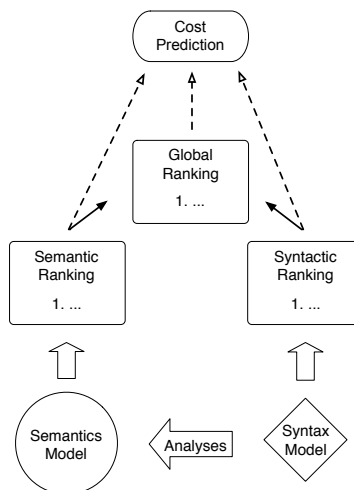 Cost
Prediction
Global
Ranking
1. ...
Semantic
Ranking
1. ...
Syntactic
Ranking
1. ...
Semantics
Model
Analyses
Syntax
Model